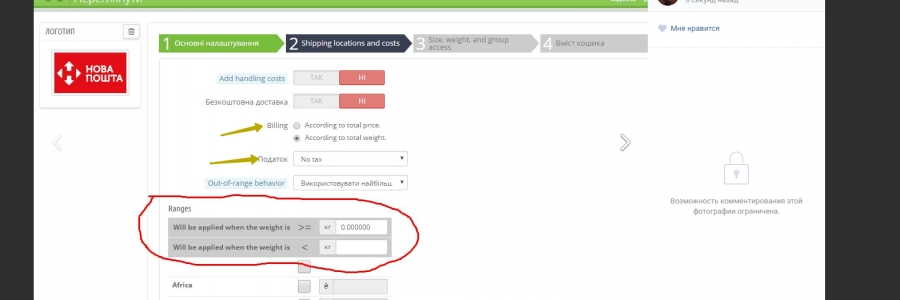 ЛОГОТИП
НОВА
ПОШТА
1 Основні налаштування
2 Shipping locations and costs
3 Size, weight, and group
access
4 Вміст кошика
Add handling costs ТАК НІ
Безкоштовна доставка ТАК НІ
Billing According to total price.
According to total weight.
Податок No tax
Out-of-range behavior Використовувати найбільш
Ranges
Will be applied when the weight is >= кг 0.000000
Will be applied when the weight is < кг
Africa ₴
назад
Мне нравится
Возможность комментирования этой
фотографии ограничена.